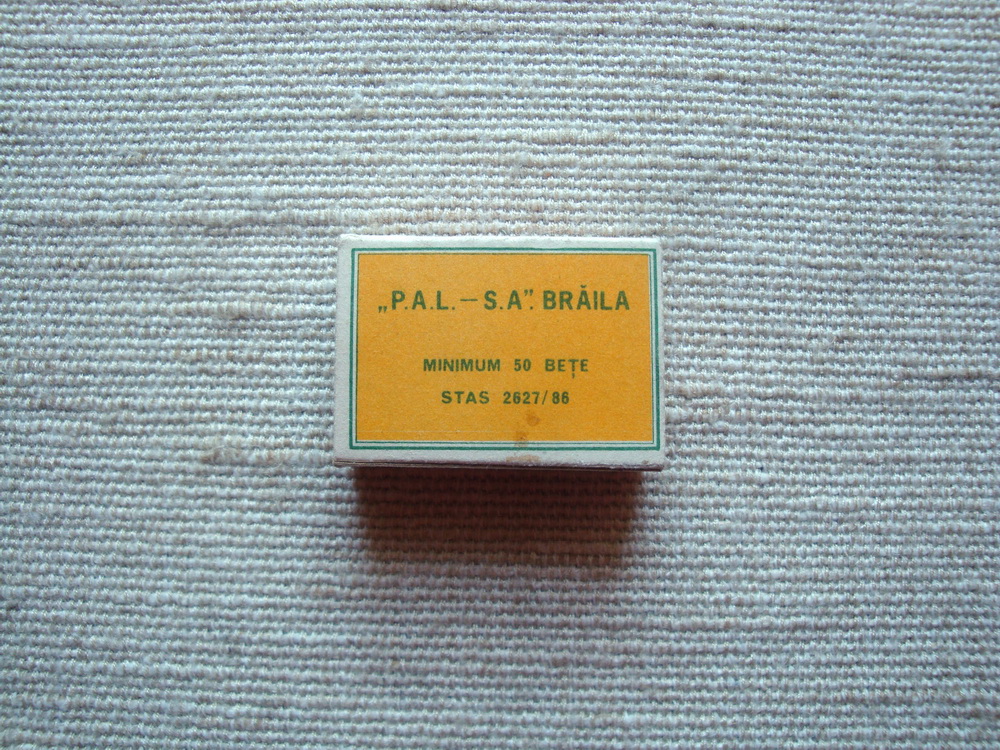 „P.A.L. – S.A”. BRĂILA
MINIMUM 50 BEȚE
STAS 2627/86